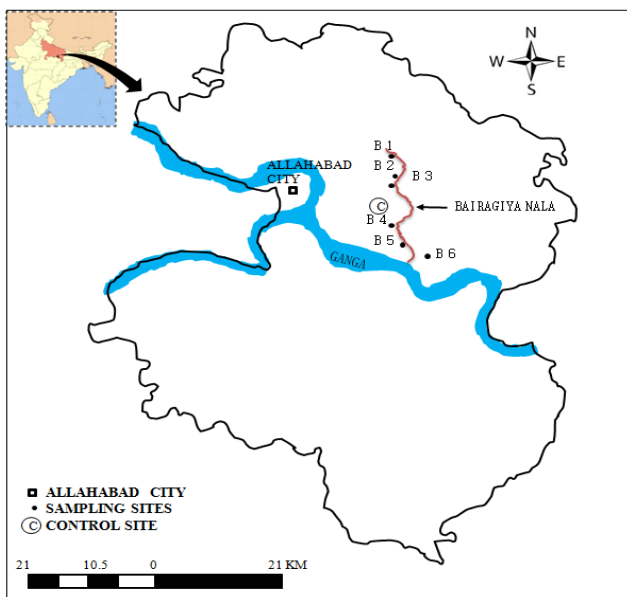 N
W E
S
B 1
B 2
B 3
ALLAHABAD
CITY
C
BAIRAGIYA NALA
B 4
B 5
B 6
GANGA
ALLAHABAD CITY
SAMPLING SITES
C CONTROL SITE
21 10.5 0 21 KM